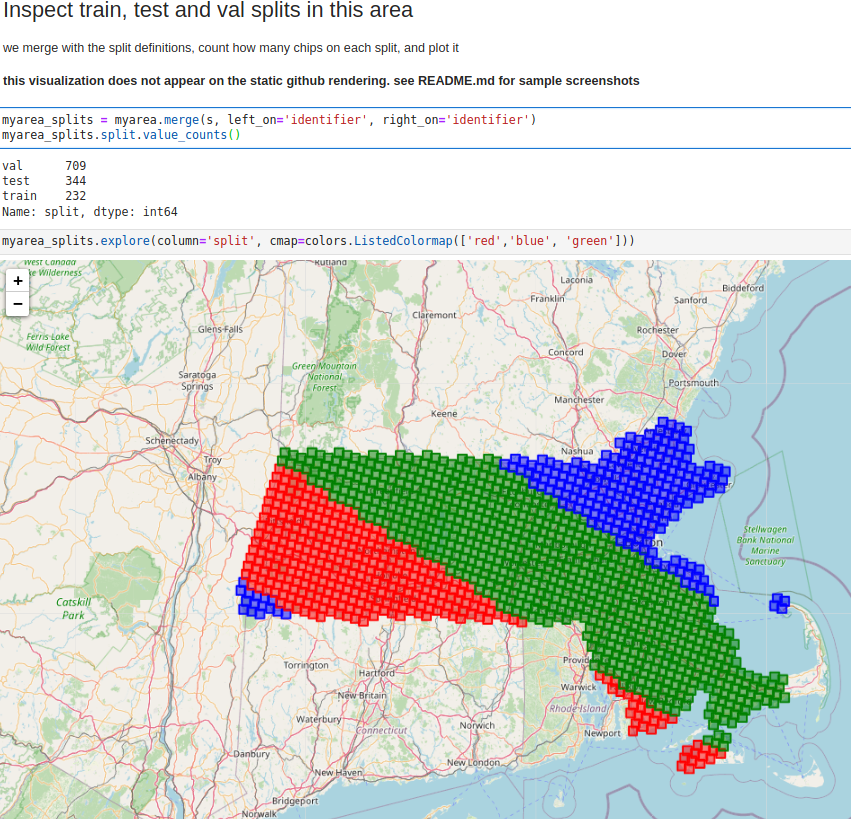 Inspect train, test and val splits in this area
we merge with the split definitions, count how many chips on each split, and plot it
this visualization does not appear on the static github rendering. see README.md for sample screenshots
myarea_splits = myarea.merge(s, left_on='identifier', right_on='identifier')
myarea_splits.split.value_counts()
val 709
test 344
train 232
Name: split, dtype: int64
myarea_splits.explore(column='split', cmap=colors.ListedColormap(['red','blue', 'green']))
+
−
West Canada
Wilderness
Rutland
Laconia
Biddeford
Franklin
Sanford
Claremont
Glens Falls
Rochester
Ferris Lake
Wild Forest
Concord
Dover
Green Mountain
National
Forest
Saratoga
Springs
Portsmouth
Manchester
Keene
Schenectady
Nashua
Troy
Albany
Stellwagen
Bank National
Marine
Sanctuary
Catskill
Park
Torrington
Hartford
Warwick
New Britain
Rhode Island
Waterbury
Connecticut
Norwich
Newport
Danbury
New London
New Haven
Bridgeport
Norwalk